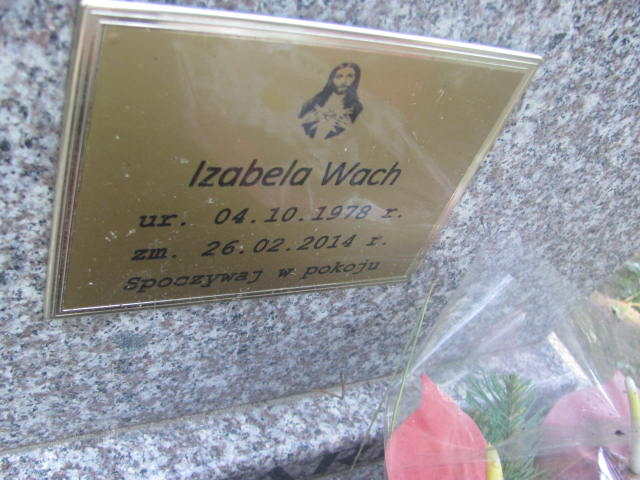 Izabela Wach
ur. 04.10.1978 r.
zm. 26.02.2014 r.
Spoczywaj w pokoju